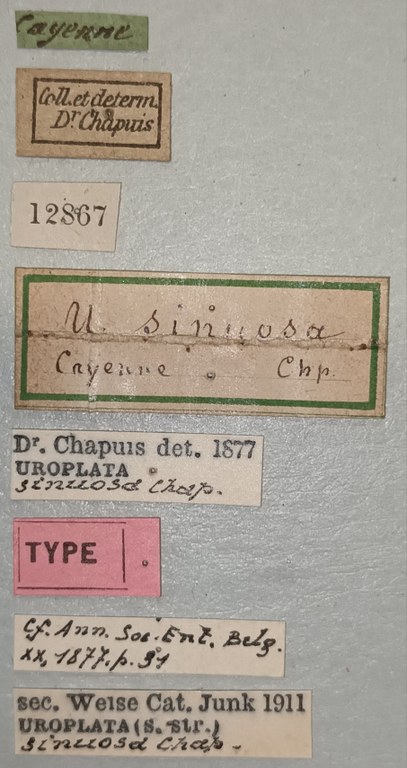 Cayenne
Coll. et determ.
Dr Chapuis
12867
U. sinuosa
Cayenne . Chp.
Dr. Chapuis det. 1877
UROPLATA
sinuosa Chap.
TYPE
Cf. Ann. Soc. Ent. Belg.
XX, 1877. p. 31
sec. Weise Cat. Junk 1911
UROPLATA (s. str.)
sinuosa Chap.